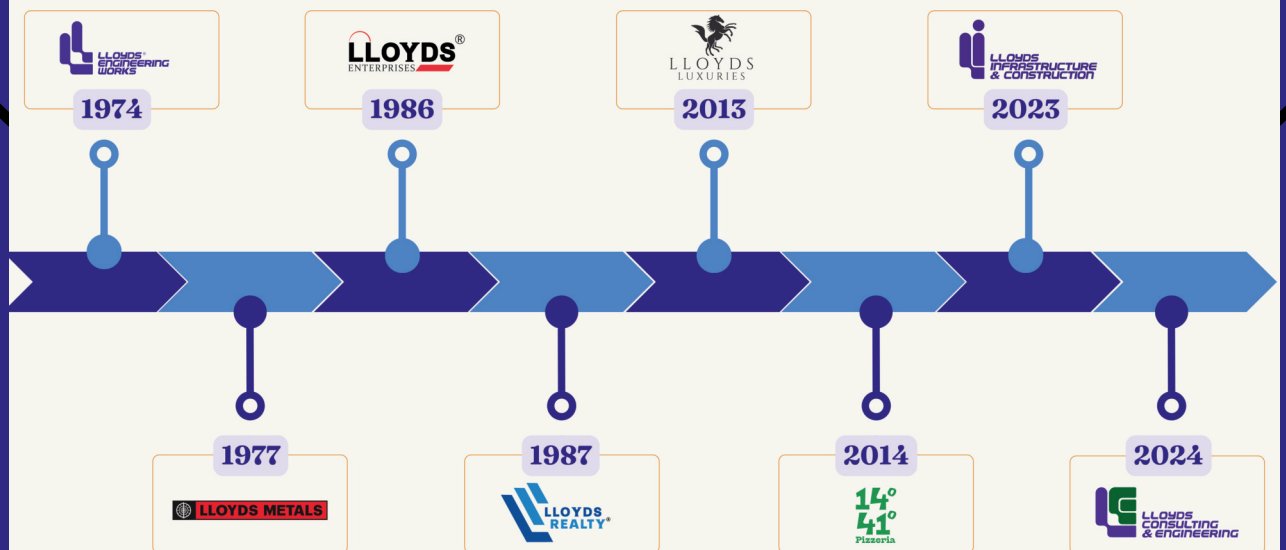 LLOYDS®
ENGINEERING
WORKS
1974
LLOYDS®
ENTERPRISES
1986
LLOYDS
LUXURIES
2013
LLOYDS
INFRASTRUCTURE
& CONSTRUCTION
2023
1977
LLOYDS METALS
1987
LLOYDS
REALTY®
2014
14°
41°
Pizzeria
2024
LLOYDS
CONSULTING
& ENGINEERING